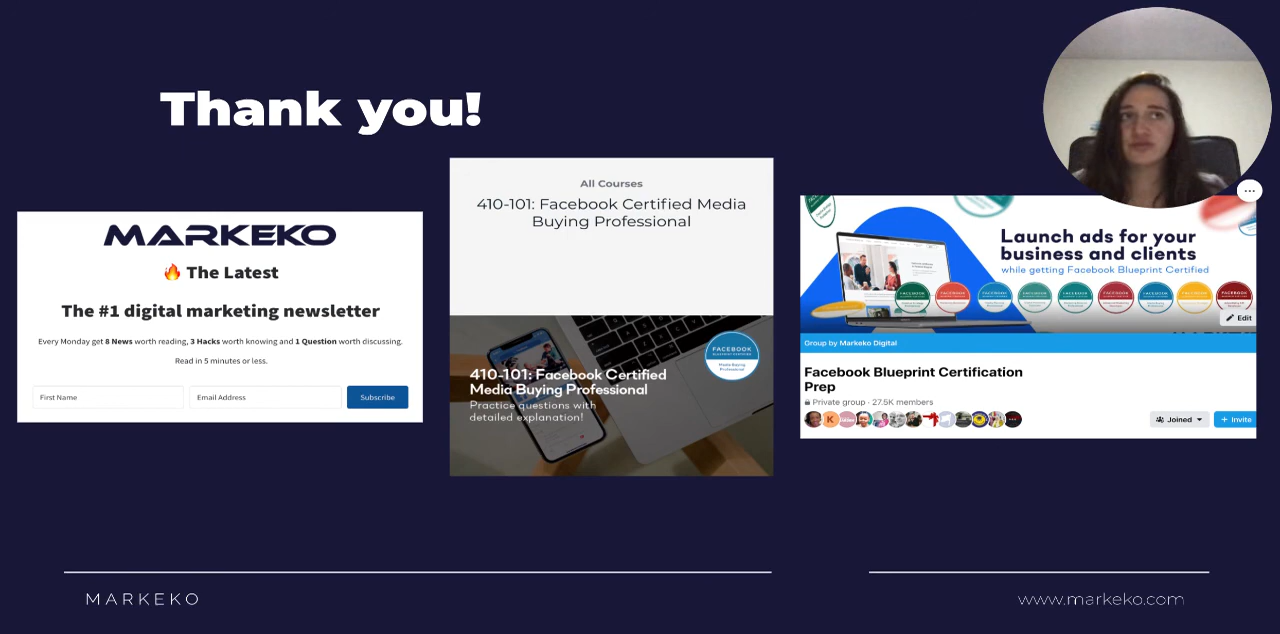 Thank you!
MARKEKO
🔥 The Latest
The #1 digital marketing newsletter
Every Monday get 8 News worth reading, 3 Hacks worth knowing and 1 Question worth discussing.
Read in 5 minutes or less.
First Name
Email Address
Subscribe
All Courses
410-101: Facebook Certified Media
Buying Professional
FACEBOOK
Media Buying
Professional
410-101: Facebook Certified
Media Buying Professional
Practice questions with
detailed explanation!
Launch ads for your
business and clients
while getting Facebook Blueprint Certified
Edit
Group by Markeko Digital
Facebook Blueprint Certification
Prep
Private group · 27.5K members
K
Joined
+ Invite
MARKEKO
www.markeko.com